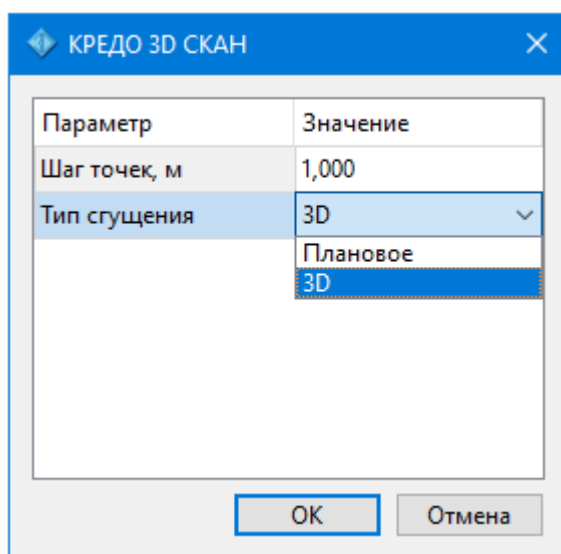 КРЕДО 3D СКАН
Параметр Значение
Шаг точек, м 1,000
Тип сгущения 3D
Плановое
3D
OK Отмена